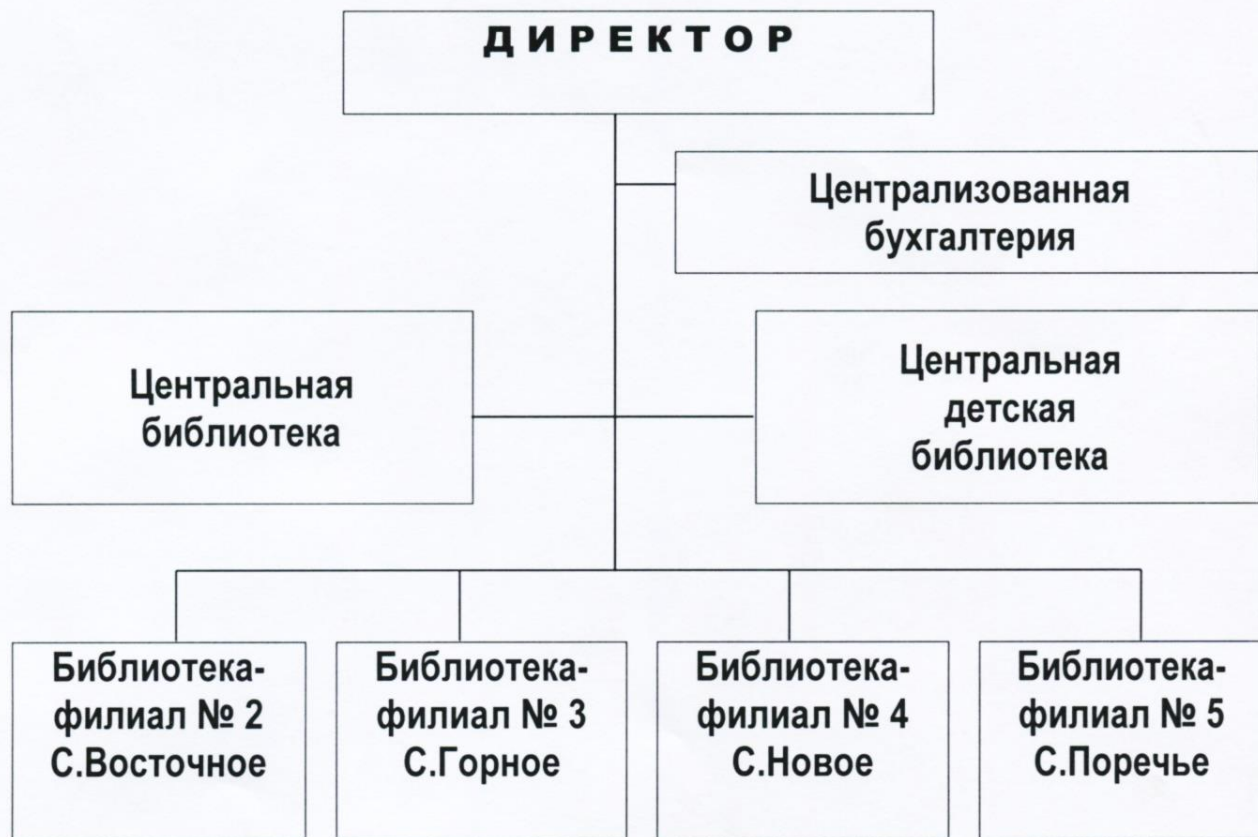 ДИРЕКТОР
Централизованная
бухгалтерия
Центральная
библиотека
Центральная
детская
библиотека
Библиотека-
филиал № 2
С.Восточное
Библиотека-
филиал № 3
С.Горное
Библиотека-
филиал № 4
С.Новое
Библиотека-
филиал № 5
С.Поречье